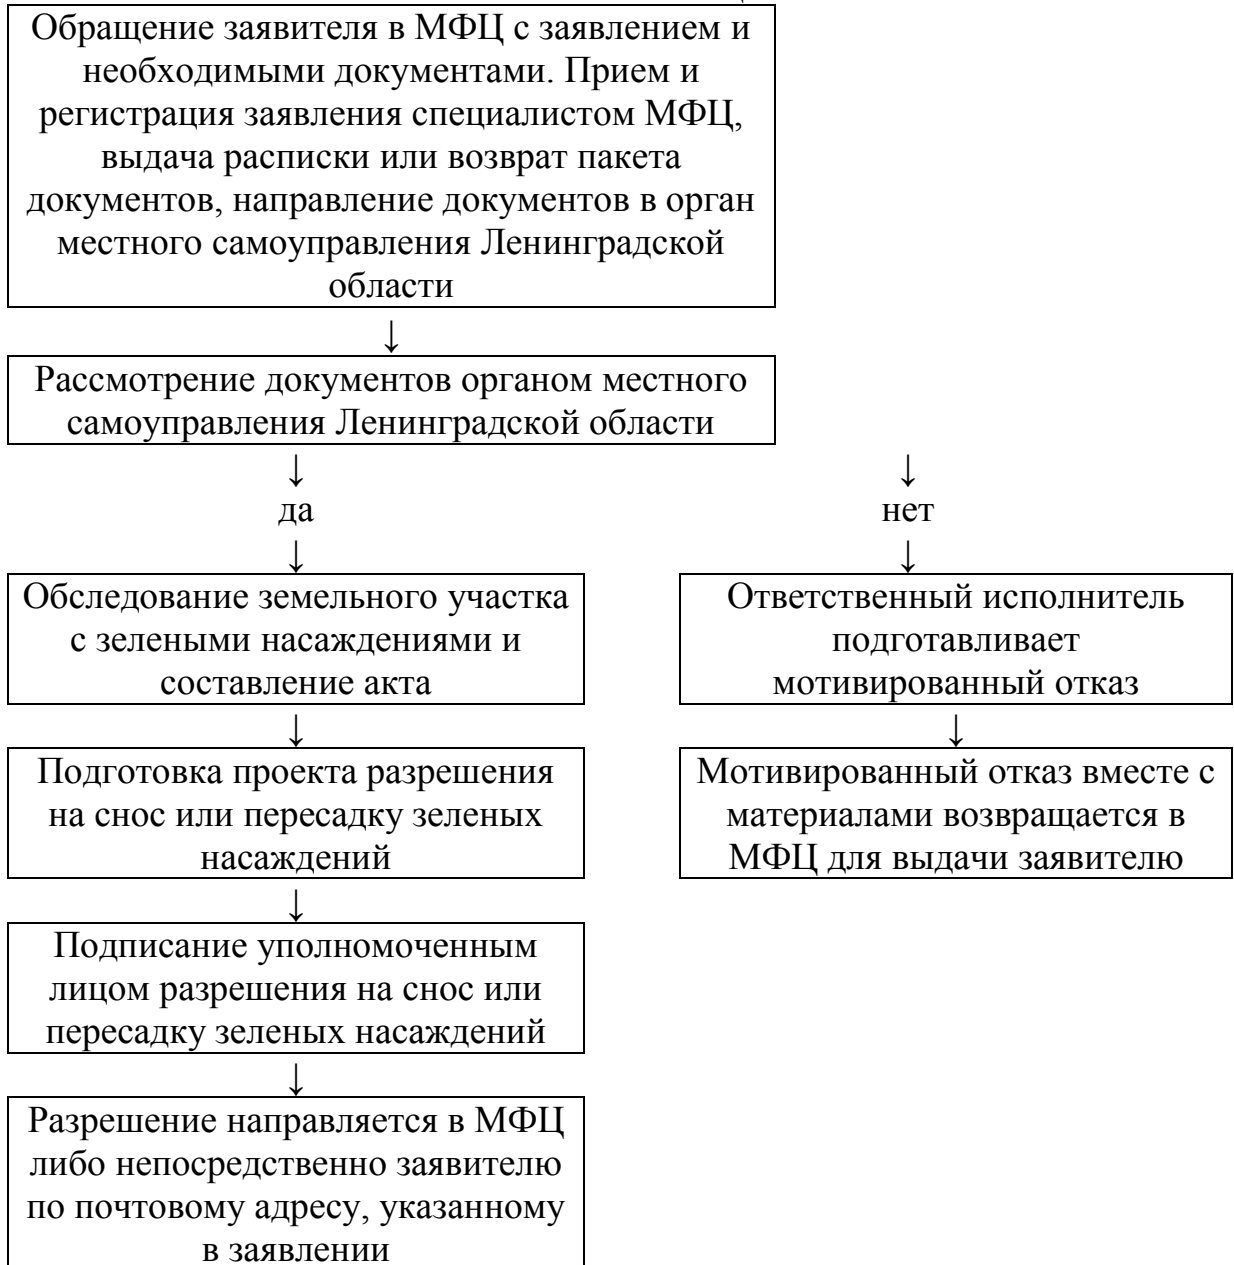 Обращение заявителя в МФЦ с заявлением и
необходимыми документами. Прием и
регистрация заявления специалистом МФЦ,
выдача расписки или возврат пакета
документов, направление документов в орган
местного самоуправления Ленинградской
области
↓
Рассмотрение документов органом местного
самоуправления Ленинградской области
↓ ↓
да нет
↓ ↓
Обследование земельного участка
с зелеными насаждениями и
составление акта
Ответственный исполнитель
подготавливает
мотивированный отказ
↓ ↓
Подготовка проекта разрешения
на снос или пересадку зеленых
насаждений
Мотивированный отказ вместе с
материалами возвращается в
МФЦ для выдачи заявителю
↓
Подписание уполномоченным
лицом разрешения на снос или
пересадку зеленых насаждений
↓
Разрешение направляется в МФЦ
либо непосредственно заявителю
по почтовому адресу, указанному
в заявлении